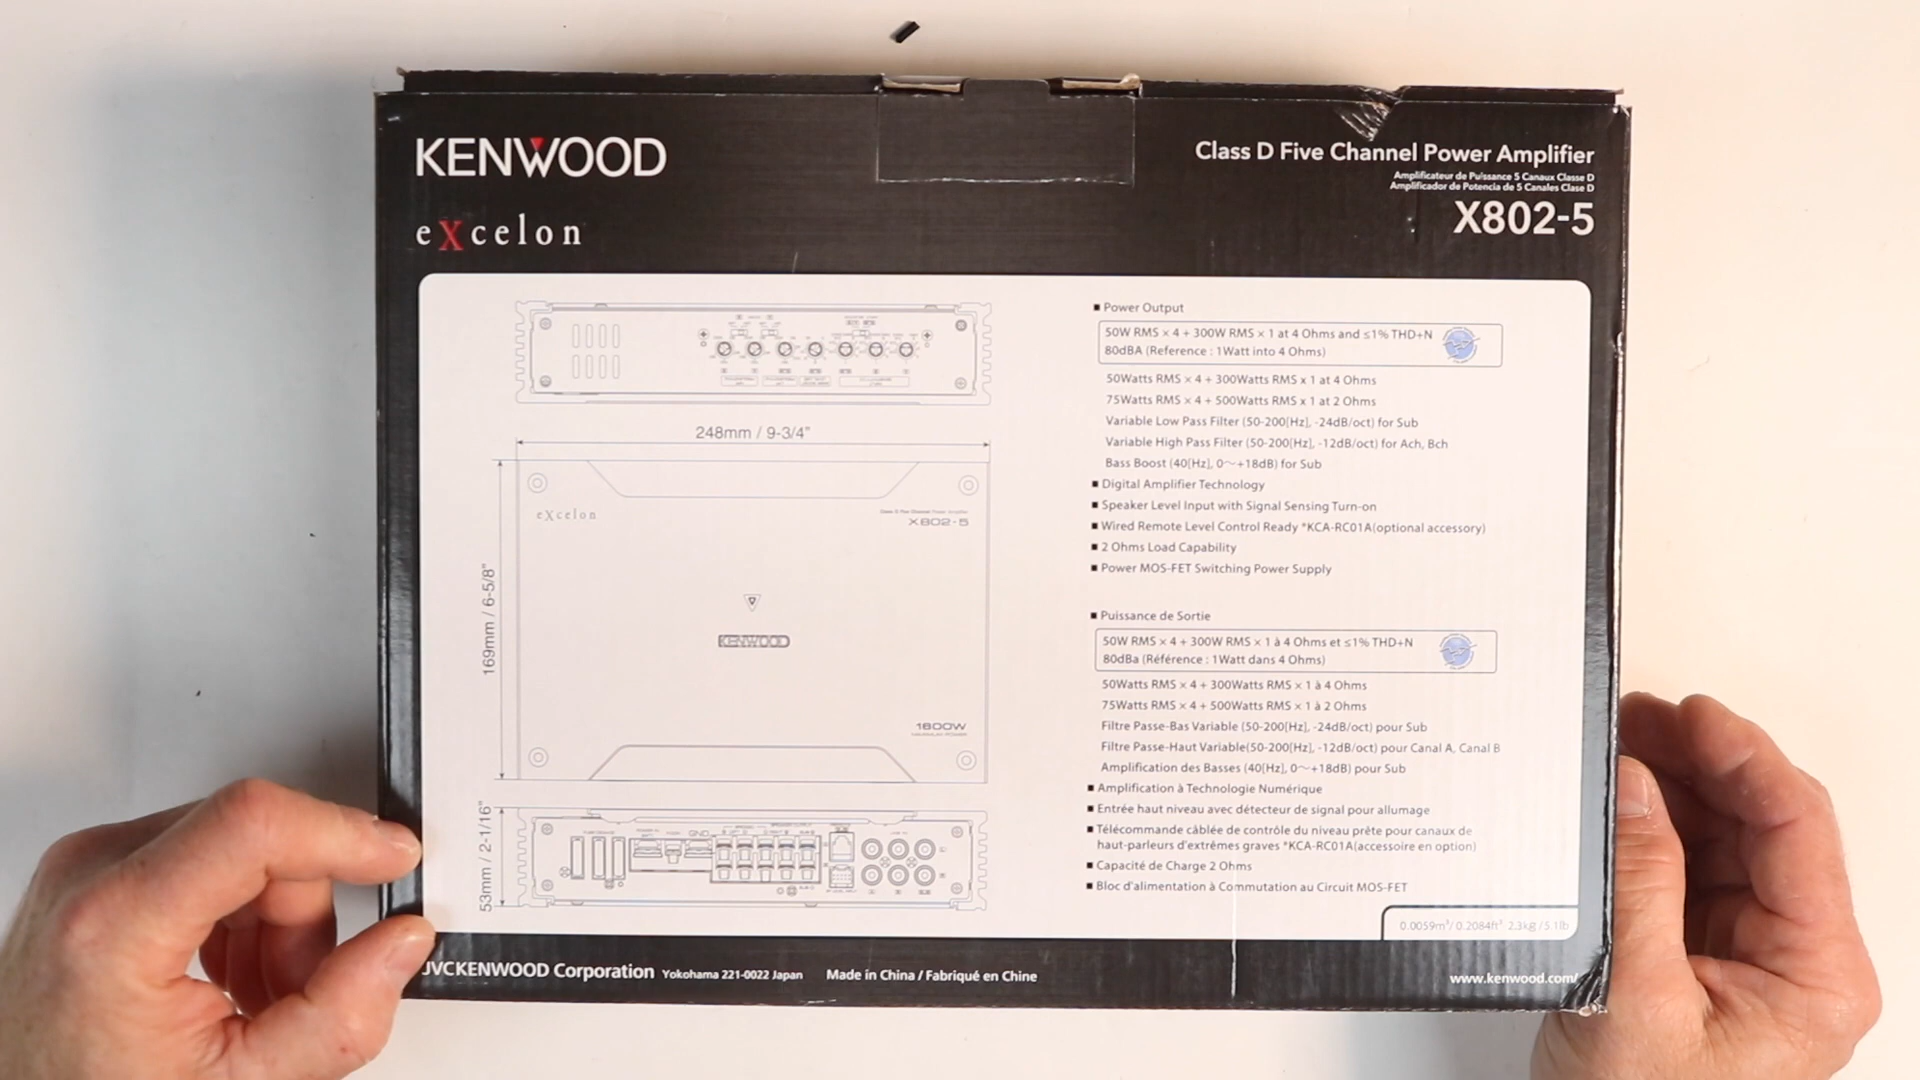 KENWOOD
eXcelon
Class D Five Channel Power Amplifier
Amplificateur de Puissance 5 Canaux Classe D
Amplificador de Potencia de 5 Canales Clase D
X802-5
248mm / 9-3/4"
169mm / 6-5/8"
eXcelon
Class D Five Channel Power Amplifier
X802-5
KENWOOD
1600W
MAXIMUM POWER
53mm / 2-1/16"
GND
■ Power Output
50W RMS × 4 + 300W RMS × 1 at 4 Ohms and ≤1% THD+N
80dBA (Reference : 1Watt into 4 Ohms)
50Watts RMS × 4 + 300Watts RMS x 1 at 4 Ohms
75Watts RMS × 4 + 500Watts RMS x 1 at 2 Ohms
Variable Low Pass Filter (50-200[Hz], -24dB/oct) for Sub
Variable High Pass Filter (50-200[Hz], -12dB/oct) for Ach, Bch
Bass Boost (40[Hz], 0～+18dB) for Sub
■ Digital Amplifier Technology
■ Speaker Level Input with Signal Sensing Turn-on
■ Wired Remote Level Control Ready *KCA-RC01A(optional accessory)
■ 2 Ohms Load Capability
■ Power MOS-FET Switching Power Supply
■ Puissance de Sortie
50W RMS × 4 + 300W RMS × 1 à 4 Ohms et ≤1% THD+N
80dBa (Référence : 1Watt dans 4 Ohms)
50Watts RMS × 4 + 300Watts RMS × 1 à 4 Ohms
75Watts RMS × 4 + 500Watts RMS × 1 à 2 Ohms
Filtre Passe-Bas Variable (50-200[Hz], -24dB/oct) pour Sub
Filtre Passe-Haut Variable(50-200[Hz], -12dB/oct) pour Canal A, Canal B
Amplification des Basses (40[Hz], 0～+18dB) pour Sub
■ Amplification à Technologie Numérique
■ Entrée haut niveau avec détecteur de signal pour allumage
■ Télécommande câblée de contrôle du niveau prête pour canaux de
haut-parleurs d'extrêmes graves *KCA-RC01A(accessoire en option)
■ Capacité de Charge 2 Ohms
■ Bloc d'alimentation à Commutation au Circuit MOS-FET
0.0059m³/ 0.2084ft³ 2.3kg /5.1lb
JVCKENWOOD Corporation Yokohama 221-0022 Japan Made in China / Fabriqué en Chine
www.kenwood.com/